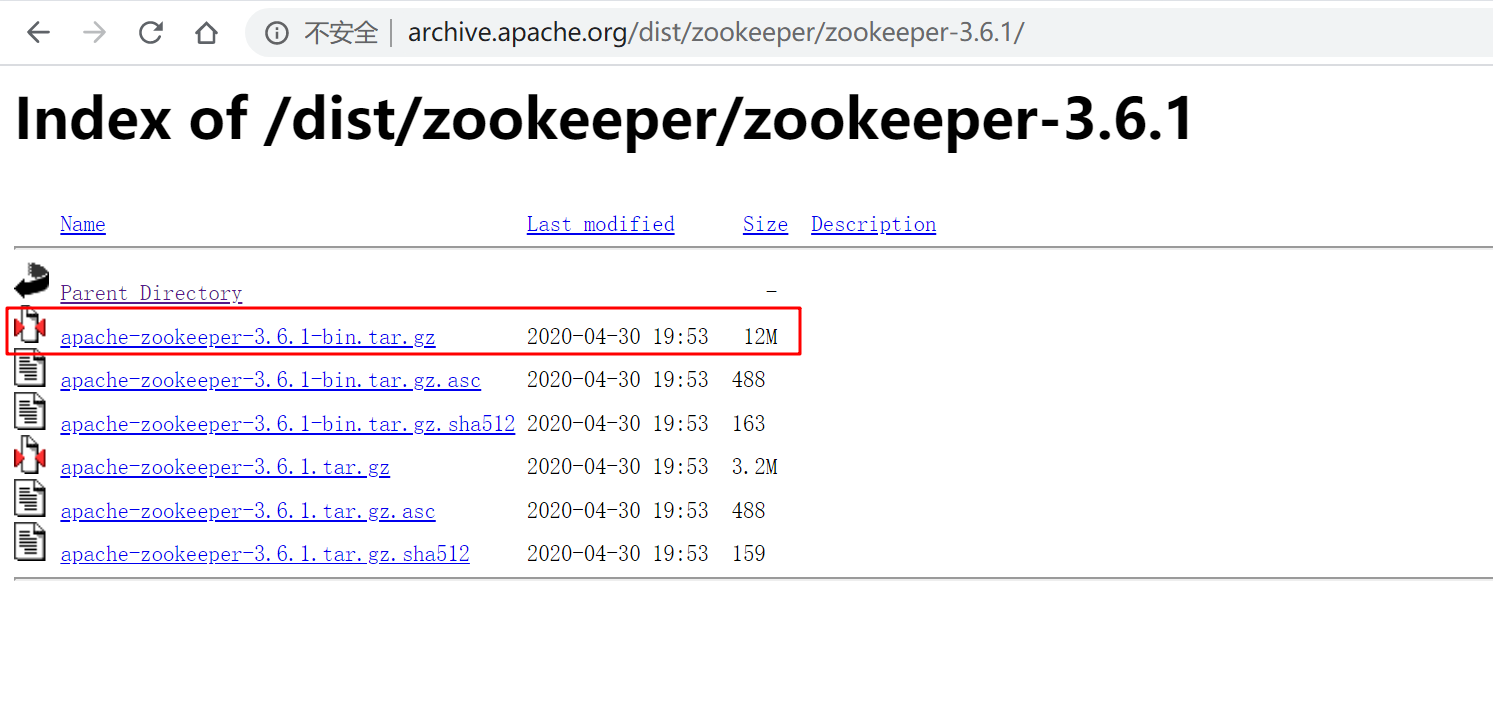 不安全 archive.apache.org/dist/zookeeper/zookeeper-3.6.1/
Index of /dist/zookeeper/zookeeper-3.6.1
Name Last modified Size Description
Parent Directory -
apache-zookeeper-3.6.1-bin.tar.gz 2020-04-30 19:53 12M
apache-zookeeper-3.6.1-bin.tar.gz.asc 2020-04-30 19:53 488
apache-zookeeper-3.6.1-bin.tar.gz.sha512 2020-04-30 19:53 163
apache-zookeeper-3.6.1.tar.gz 2020-04-30 19:53 3.2M
apache-zookeeper-3.6.1.tar.gz.asc 2020-04-30 19:53 488
apache-zookeeper-3.6.1.tar.gz.sha512 2020-04-30 19:53 159